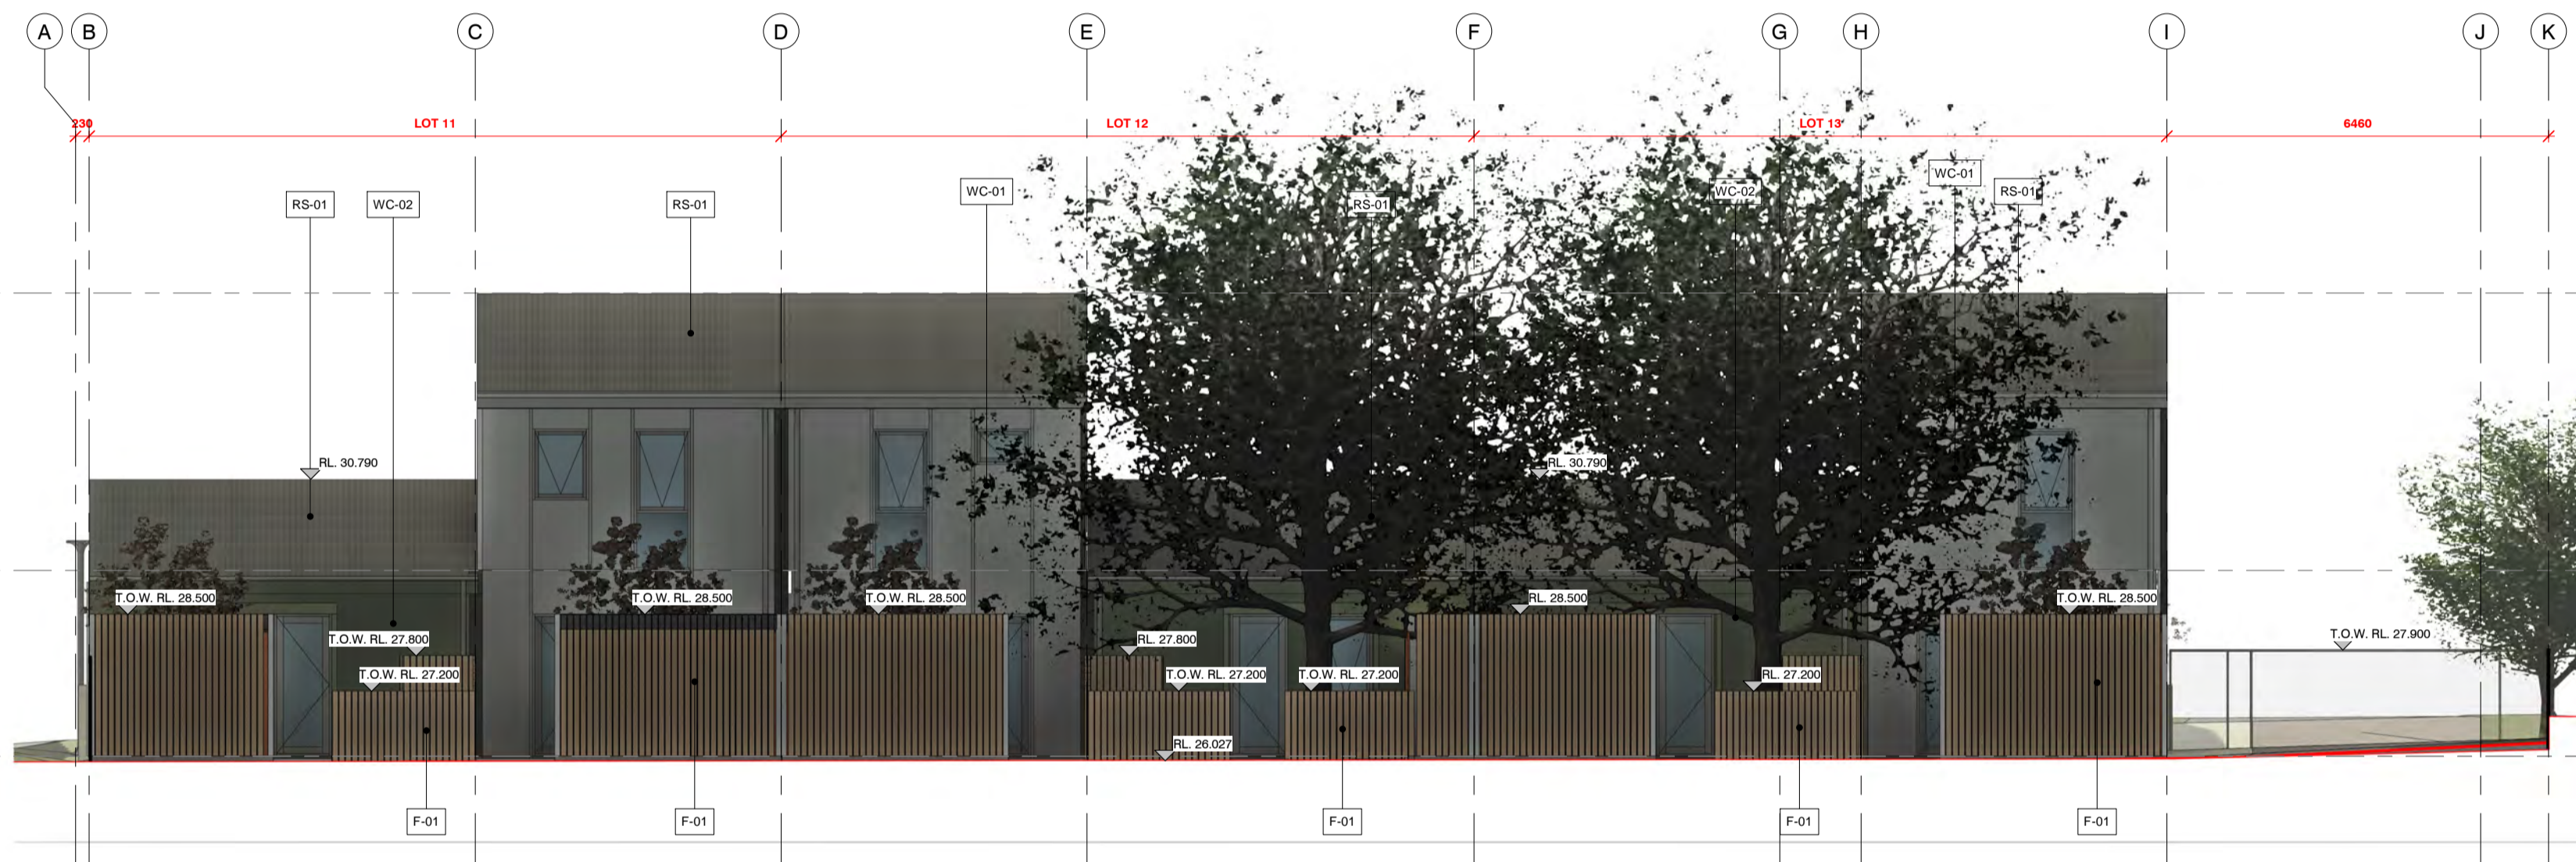 A B C D E F G H I J K
230 LOT 11 LOT 12 LOT 13 6460
RS-01 WC-02 RS-01 WC-01 RS-01 WC-02 WC-01 RS-01
RL. 30.790 RL. 30.790
T.O.W. RL. 28.500 T.O.W. RL. 28.500 T.O.W. RL. 28.500 RL. 28.500 T.O.W. RL. 28.500
T.O.W. RL. 27.800 RL. 27.800 T.O.W. RL. 27.900
T.O.W. RL. 27.200 T.O.W. RL. 27.200 T.O.W. RL. 27.200 RL. 27.200
RL. 26.027
F-01 F-01 F-01 F-01 F-01